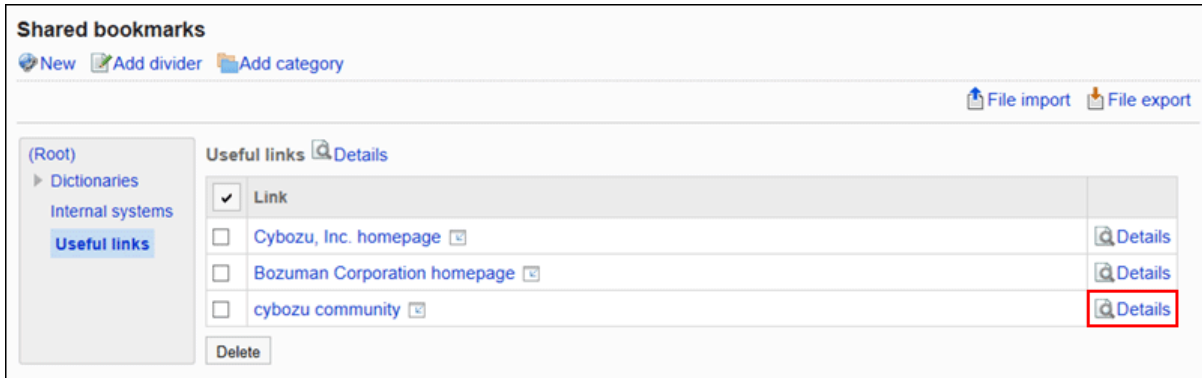 Shared bookmarks
New Add divider Add category
File import File export
(Root)
Dictionaries
Internal systems
Useful links
Useful links Details
Link
Cybozu, Inc. homepage Details
Bozuman Corporation homepage Details
cybozu community Details
Delete